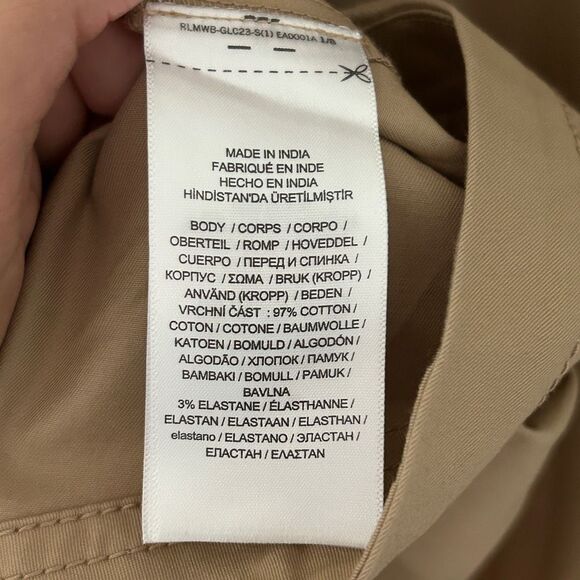 RLMWB-GLC23-S(1) EA0001A 1/8
MADE IN INDIA
FABRIQUÉ EN INDE
HECHO EN INDIA
HİNDİSTAN'DA ÜRETİLMİŞTİR
BODY / CORPS / CORPO /
OBERTEIL / ROMP / HOVEDDEL /
CUERPO / ПЕРЕД И СПИНКА /
КОРПУС / ΣΩΜΑ / BRUK (KROPP) /
ANVÄND (KROPP) / BEDEN /
VRCHNÍ ČÁST : 97% COTTON /
COTON / COTONE / BAUMWOLLE /
KATOEN / BOMULD / ALGODÓN /
ALGODÃO / ХЛОПОК / ПАМУК /
BAMBAKI / BOMULL / PAMUK /
BAVLNA
3% ELASTANE / ÉLASTHANNE /
ELASTAN / ELASTAAN / ELASTHAN /
elastano / ELASTANO / ЭЛАСТАН /
ЕЛАСТАН / ΕΛΑΣΤΑΝ